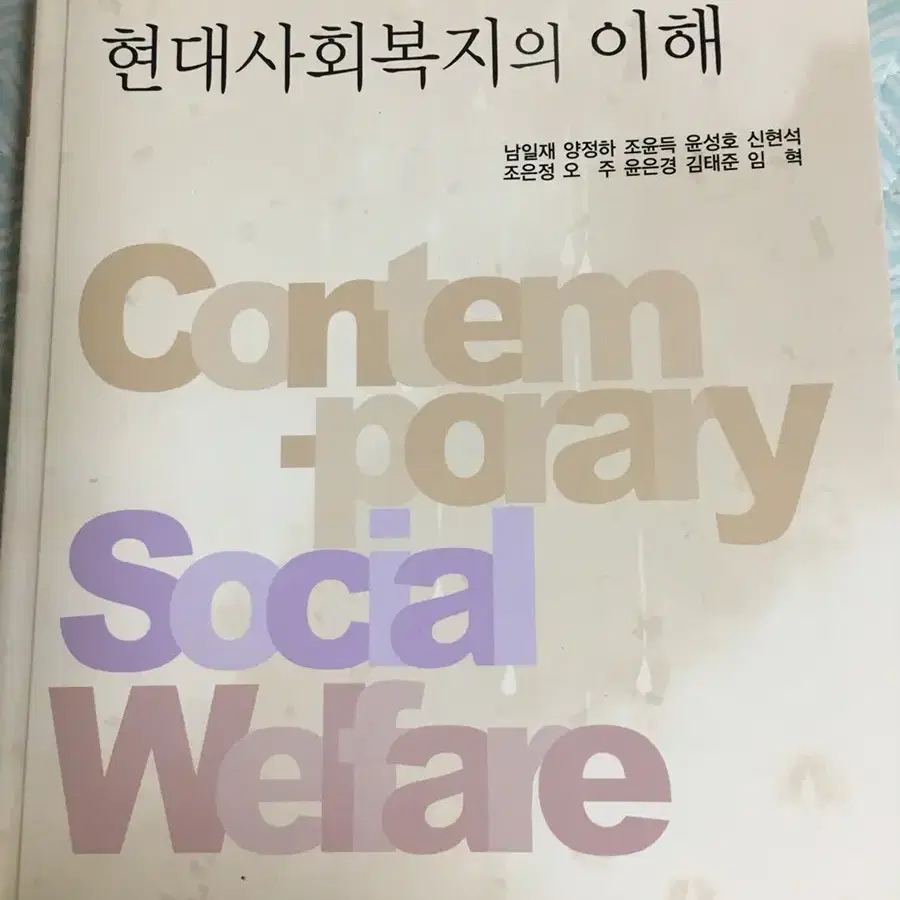 현대사회복지의 이해
남일재 양정하 조윤득 윤성호 신현석
조은정 오 주 윤은경 김태준 임 혁
Contem
-porary
Social
Welfare